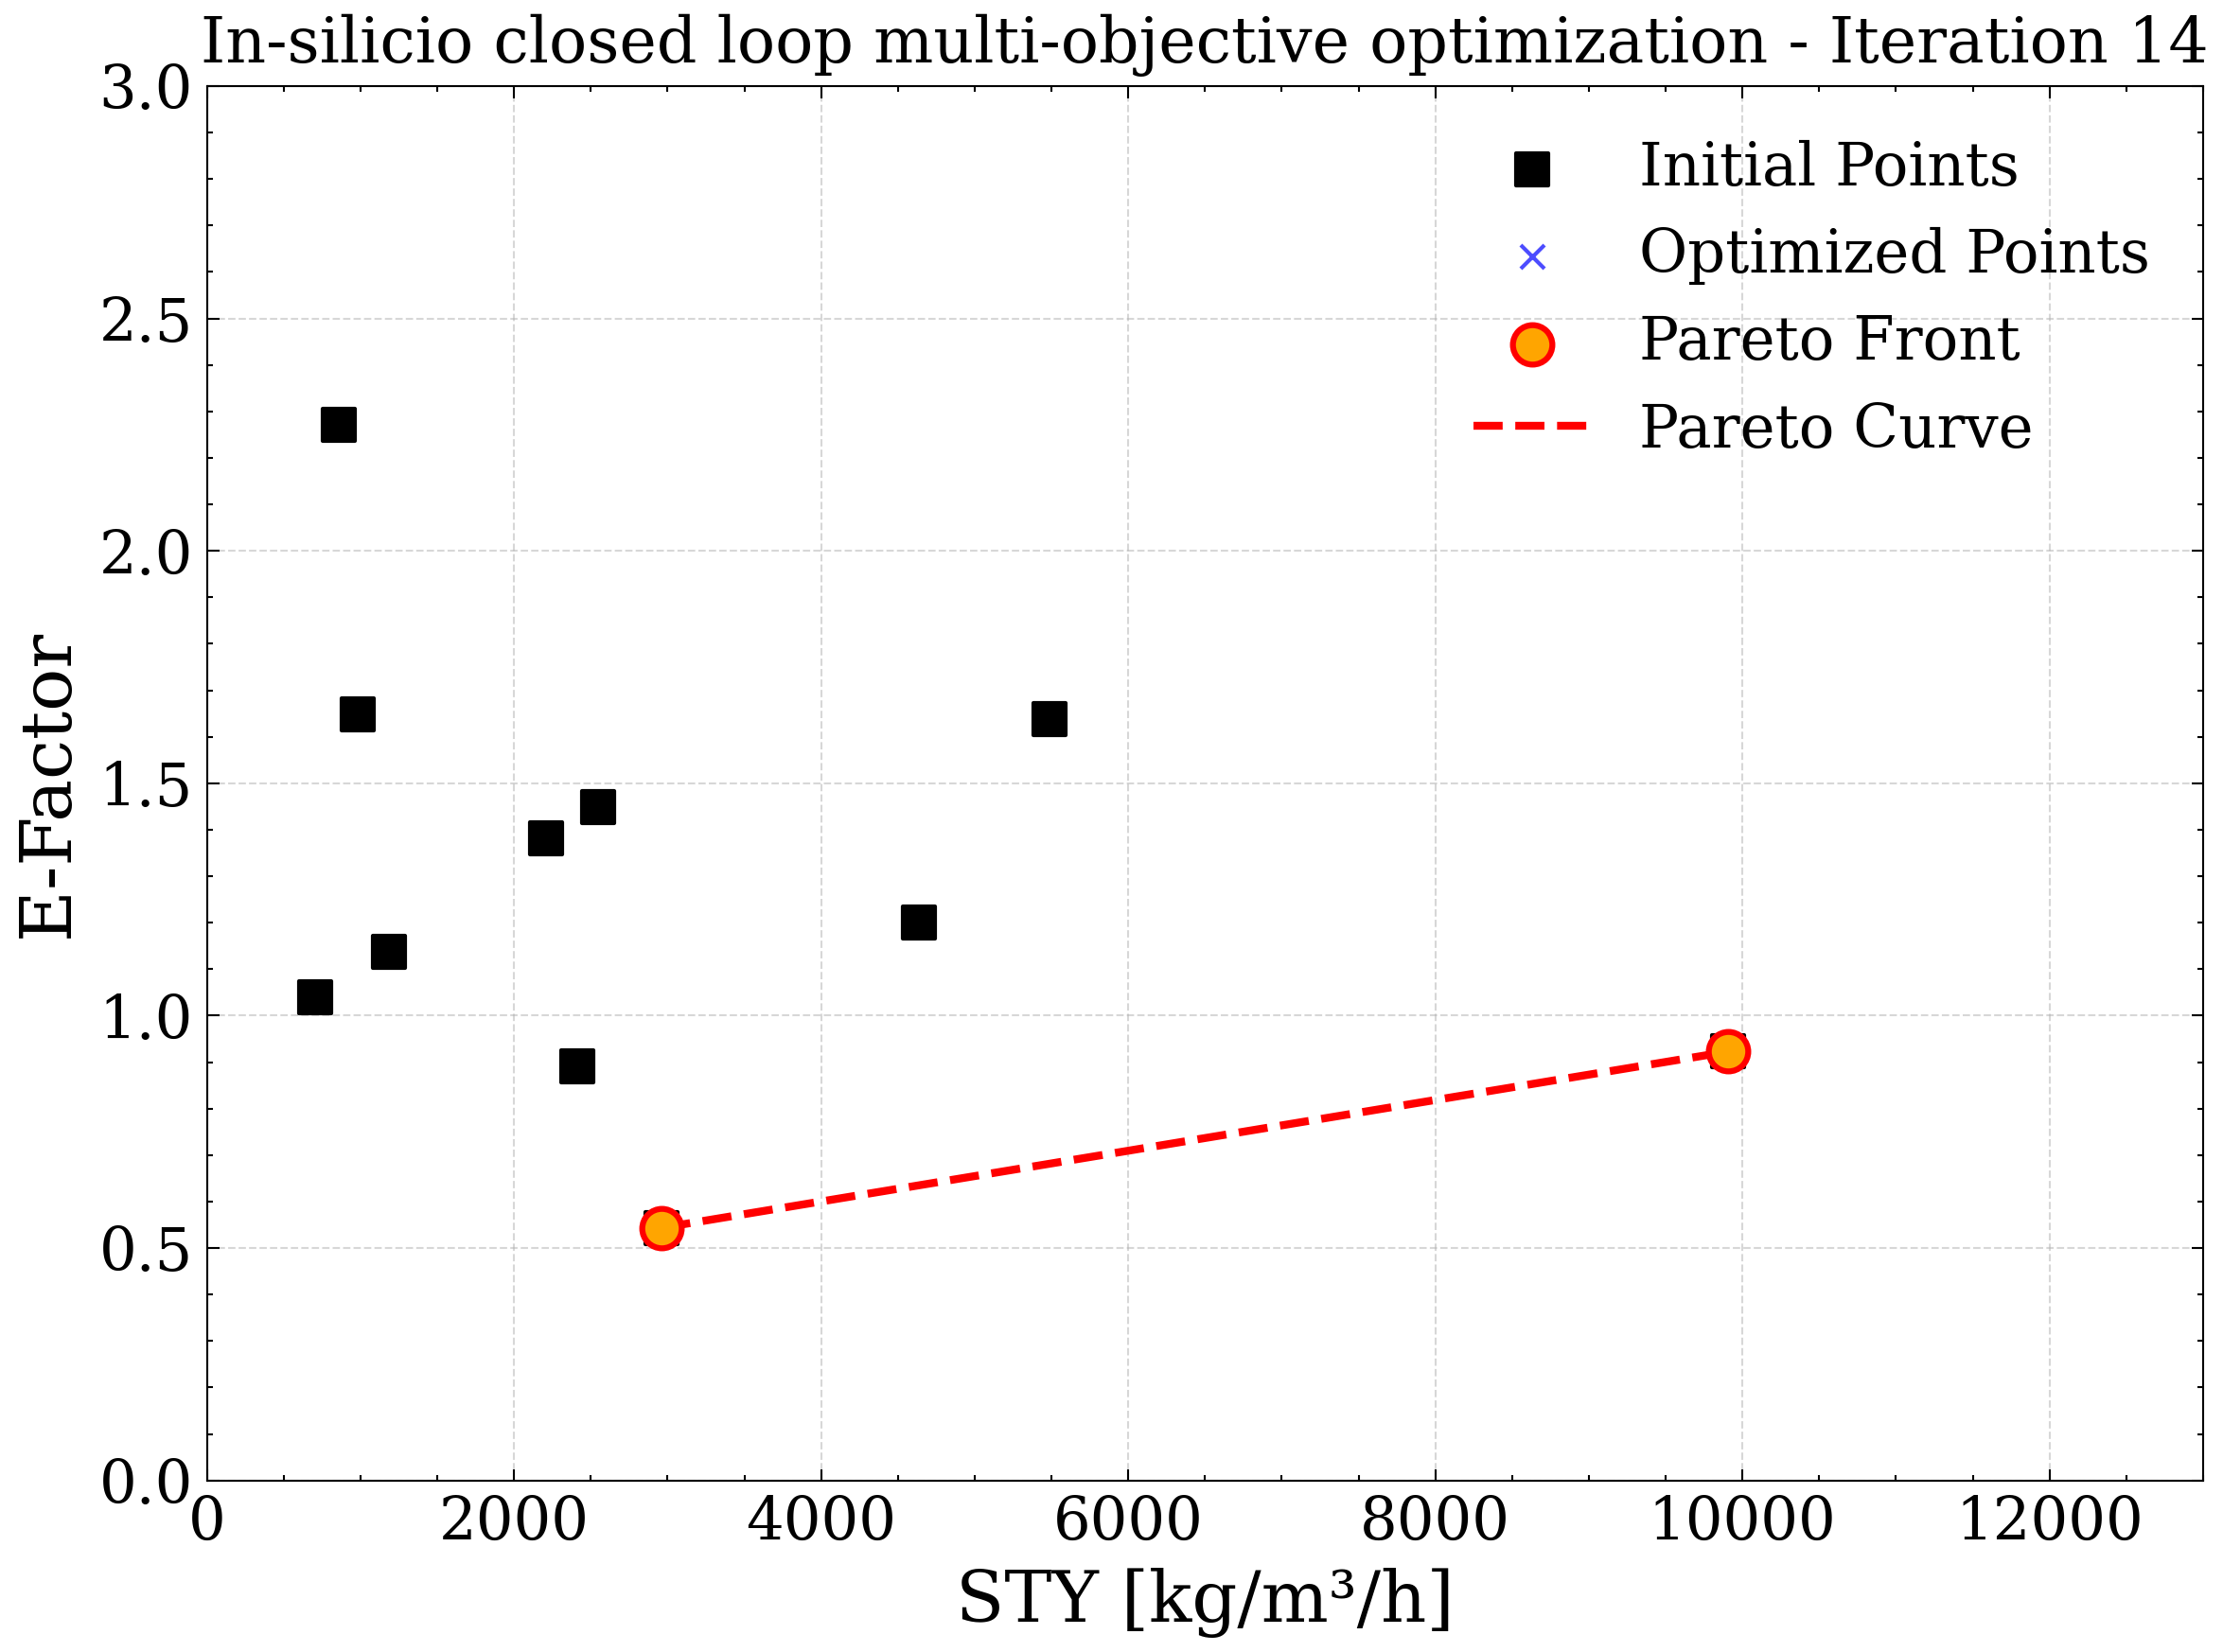 In-silicio closed loop multi-objective optimization - Iteration 14
3.0
2.5
2.0
1.5
1.0
0.5
0.0
E-Factor
Initial Points
Optimized Points
Pareto Front
Pareto Curve
0 2000 4000 6000 8000 10000 12000
STY [kg/m³/h]